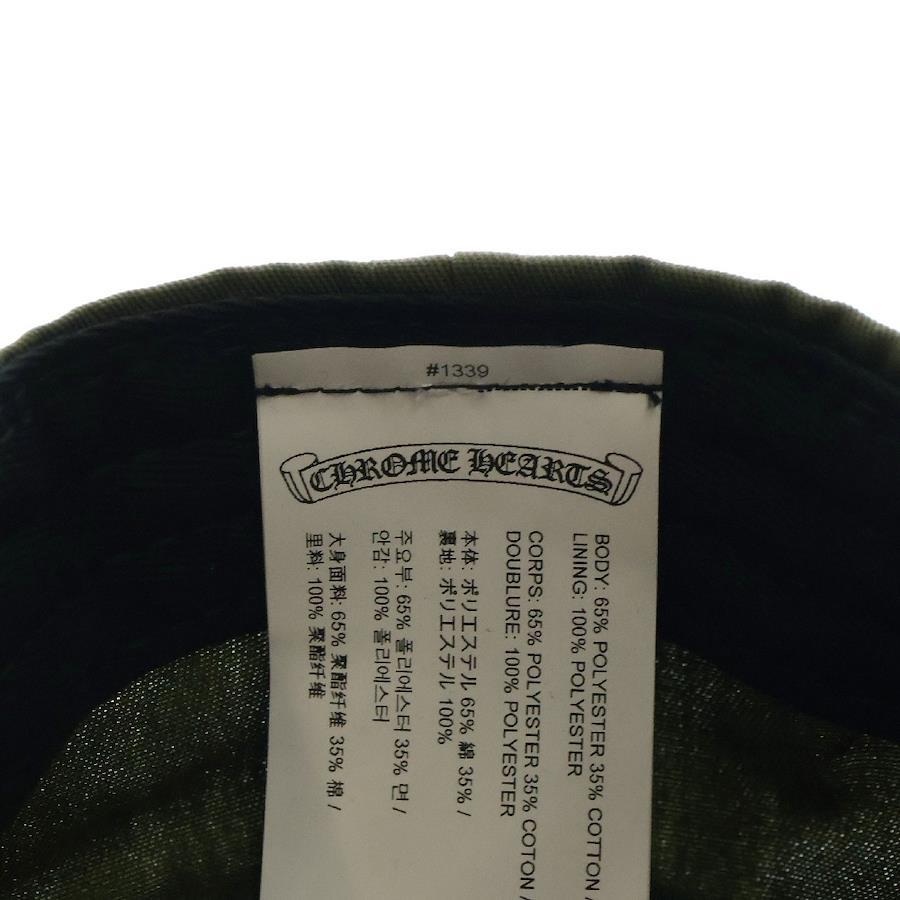 #1339
CHROME HEARTS
BODY: 65% POLYESTER 35% COTTON /
LINING: 100% POLYESTER
CORPS: 65% POLYESTER 35% COTON /
DOUBLURE: 100% POLYESTER
本体: ポリエステル 65% 綿 35% /
裏地: ポリエステル 100%
주요부: 65% 폴리에스터 35% 면 /
안감: 100% 폴리에스터
大身面料: 65% 聚酯纤维 35% 棉 /
里料: 100% 聚酯纤维